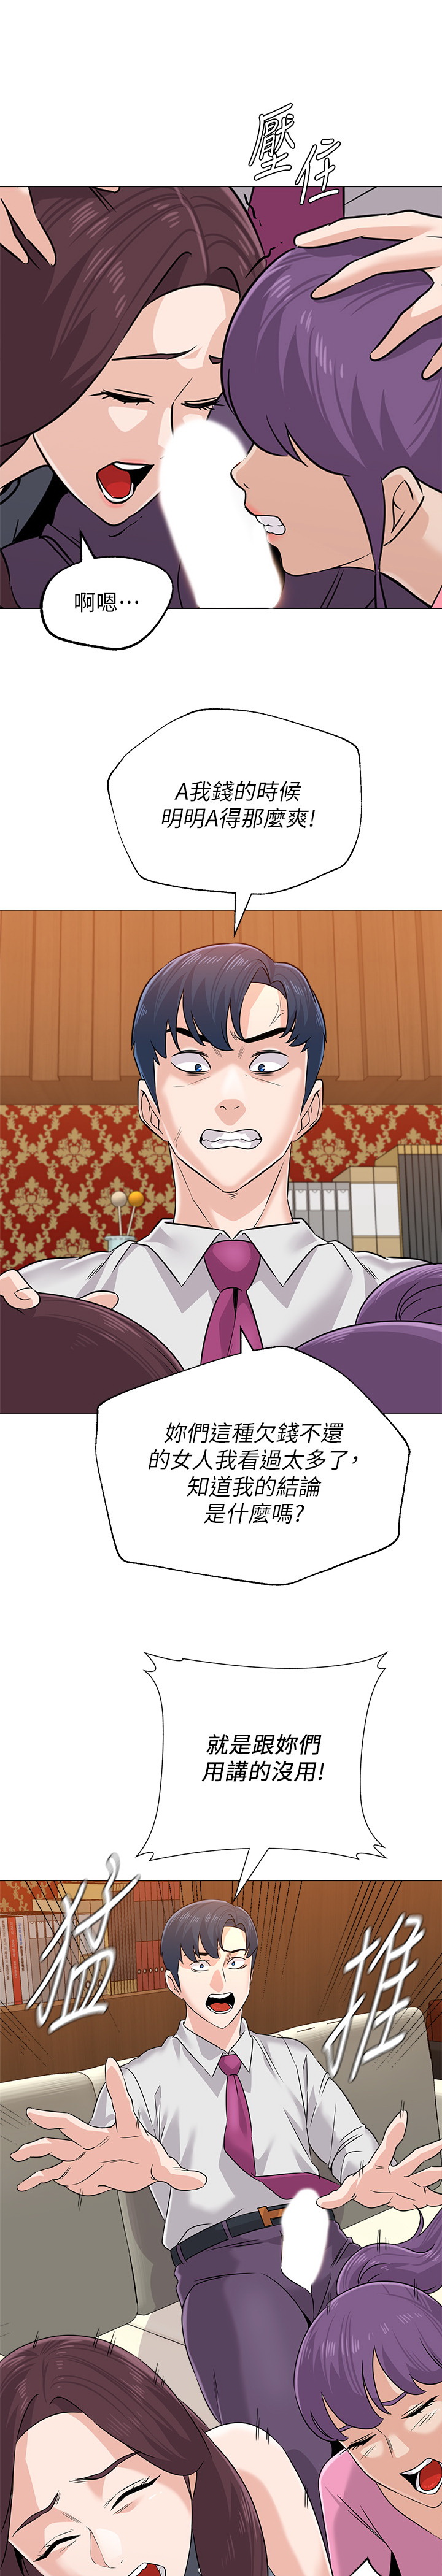 壓住
啊嗯…
A我錢的時候
明明A得那麼爽!
妳們這種欠錢不還
的女人我看過太多了,
知道我的結論
是什麼嗎?
就是跟妳們
用講的沒用!
猛推